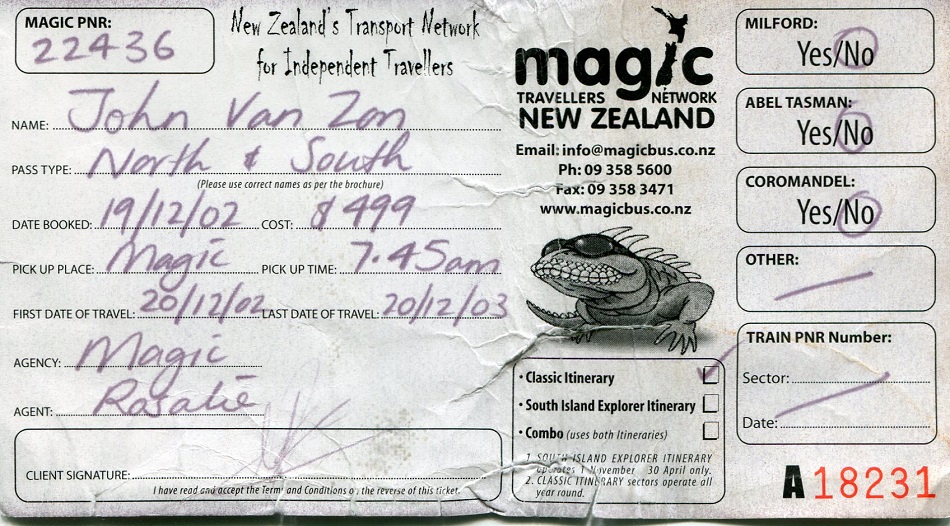 MAGIC PNR:
22436
New Zealand's Transport Network
for Independent Travellers
NAME: John Van Zon
PASS TYPE: North & South
(Please use correct names as per the brochure)
DATE BOOKED: 19/12/02 COST: $499
PICK UP PLACE: Magic PICK UP TIME: 7.45am
FIRST DATE OF TRAVEL: 20/12/02 LAST DATE OF TRAVEL: 20/12/03
AGENCY: Magic
AGENT: Rosalie
CLIENT SIGNATURE:
I have read and accept the Terms and Conditions on the reverse of this ticket.
magic
TRAVELLERS NETWORK
NEW ZEALAND
Email: info@magicbus.co.nz
Ph: 09 358 5600
Fax: 09 358 3471
www.magicbus.co.nz
• Classic Itinerary
• South Island Explorer Itinerary
• Combo (uses both Itineraries)
1. SOUTH ISLAND EXPLORER ITINERARY
operates 1 November 30 April only.
2. CLASSIC ITINERARY sectors operate all
year round.
MILFORD:
Yes/No
ABEL TASMAN:
Yes/No
COROMANDEL:
Yes/No
OTHER:
TRAIN PNR Number:
Sector:
Date:
A 18231